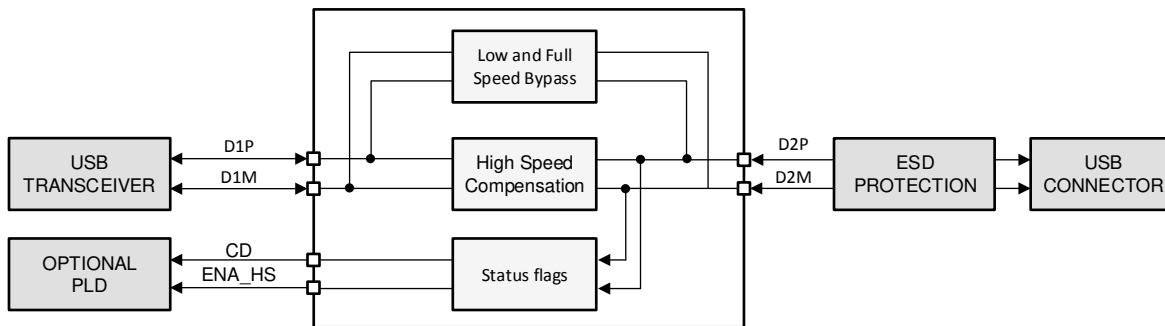 Low and Full
Speed Bypass
USB
TRANSCEIVER
D1P
D1M
High Speed
Compensation
D2P
D2M
ESD
PROTECTION
USB
CONNECTOR
OPTIONAL
PLD
CD
ENA_HS
Status flags